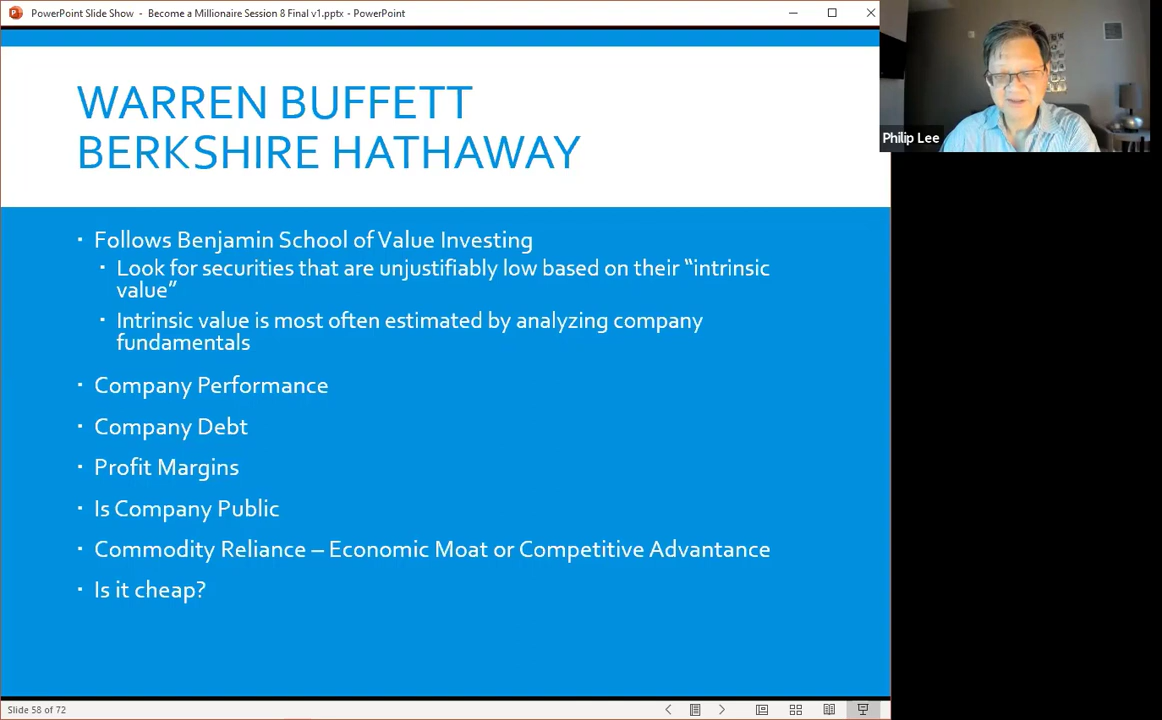 PowerPoint Slide Show - Become a Millionaire Session 8 Final v1.pptx - PowerPoint
WARREN BUFFETT
BERKSHIRE HATHAWAY
Philip Lee
▪ Follows Benjamin School of Value Investing
▪ Look for securities that are unjustifiably low based on their “intrinsic
value”
▪ Intrinsic value is most often estimated by analyzing company
fundamentals
▪ Company Performance
▪ Company Debt
▪ Profit Margins
▪ Is Company Public
▪ Commodity Reliance – Economic Moat or Competitive Advantance
▪ Is it cheap?
Slide 58 of 72